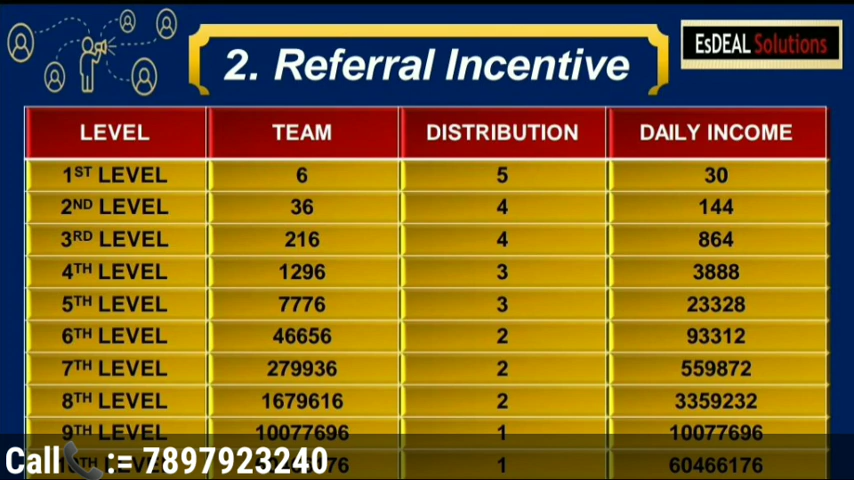 EsDEAL Solutions
2. Referral Incentive
LEVEL TEAM DISTRIBUTION DAILY INCOME
1ST LEVEL 6 5 30
2ND LEVEL 36 4 144
3RD LEVEL 216 4 864
4TH LEVEL 1296 3 3888
5TH LEVEL 7776 3 23328
6TH LEVEL 46656 2 93312
7TH LEVEL 279936 2 559872
8TH LEVEL 1679616 2 3359232
9TH LEVEL 10077696 1 10077696
1 60466176
Call := 7897923240